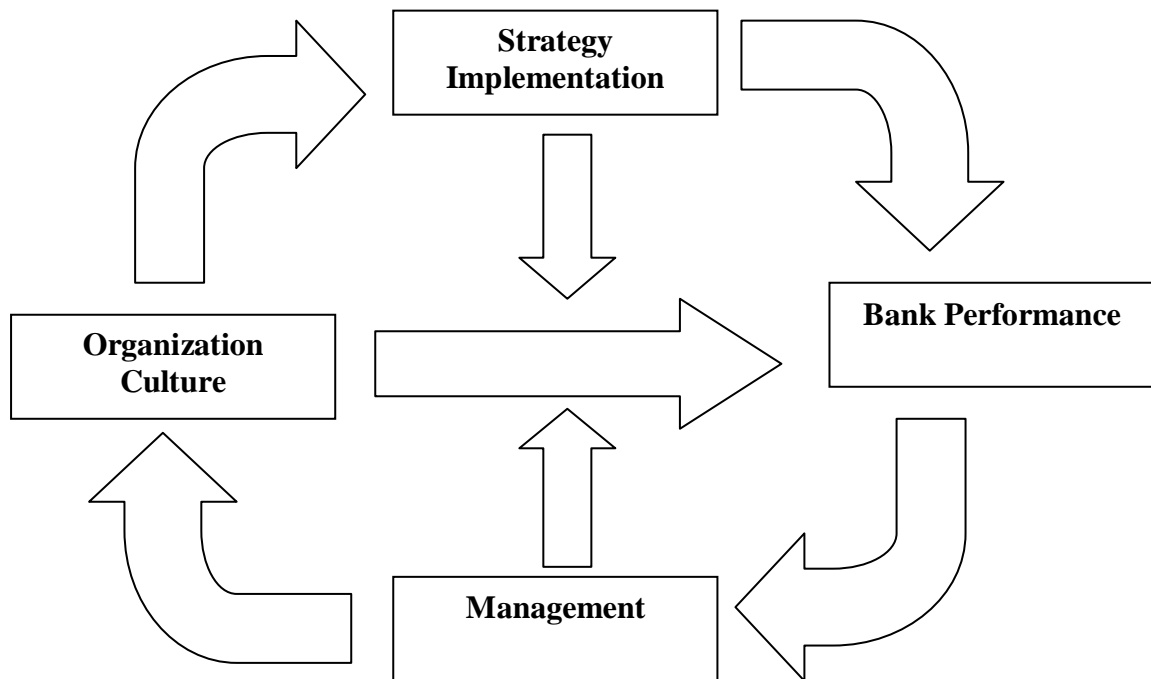 Strategy
Implementation
Bank Performance
Organization
Culture
Management